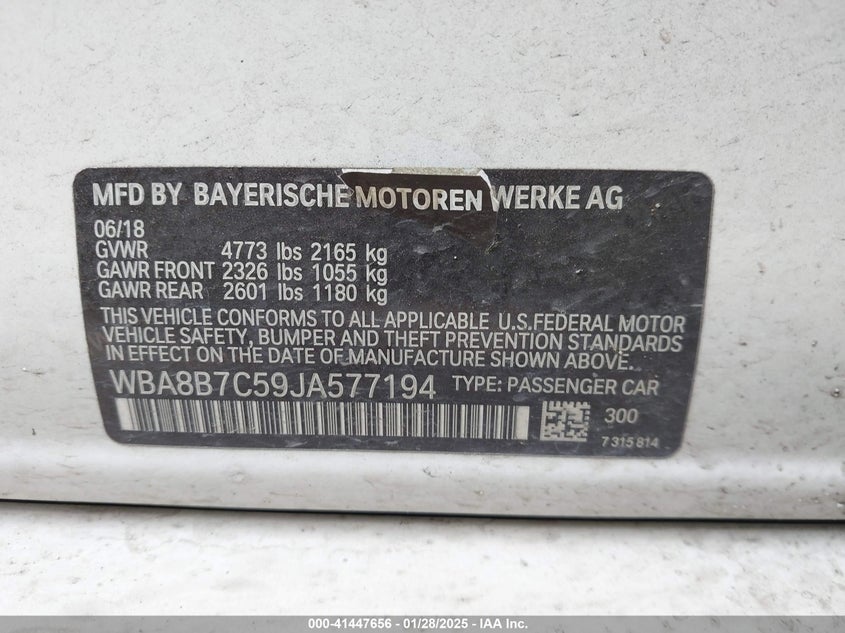 MFD BY BAYERISCHE MOTOREN WERKE AG
06/18
GVWR 4773 lbs 2165 kg
GAWR FRONT 2326 lbs 1055 kg
GAWR REAR 2601 lbs 1180 kg
THIS VEHICLE CONFORMS TO ALL APPLICABLE U.S.FEDERAL MOTOR
VEHICLE SAFETY, BUMPER AND THEFT PREVENTION STANDARDS
IN EFFECT ON THE DATE OF MANUFACTURE SHOWN ABOVE.
WBA8B7C59JA577194 TYPE: PASSENGER CAR
300
7 315 814
000-41447656 - 01/28/2025 - IAA Inc.